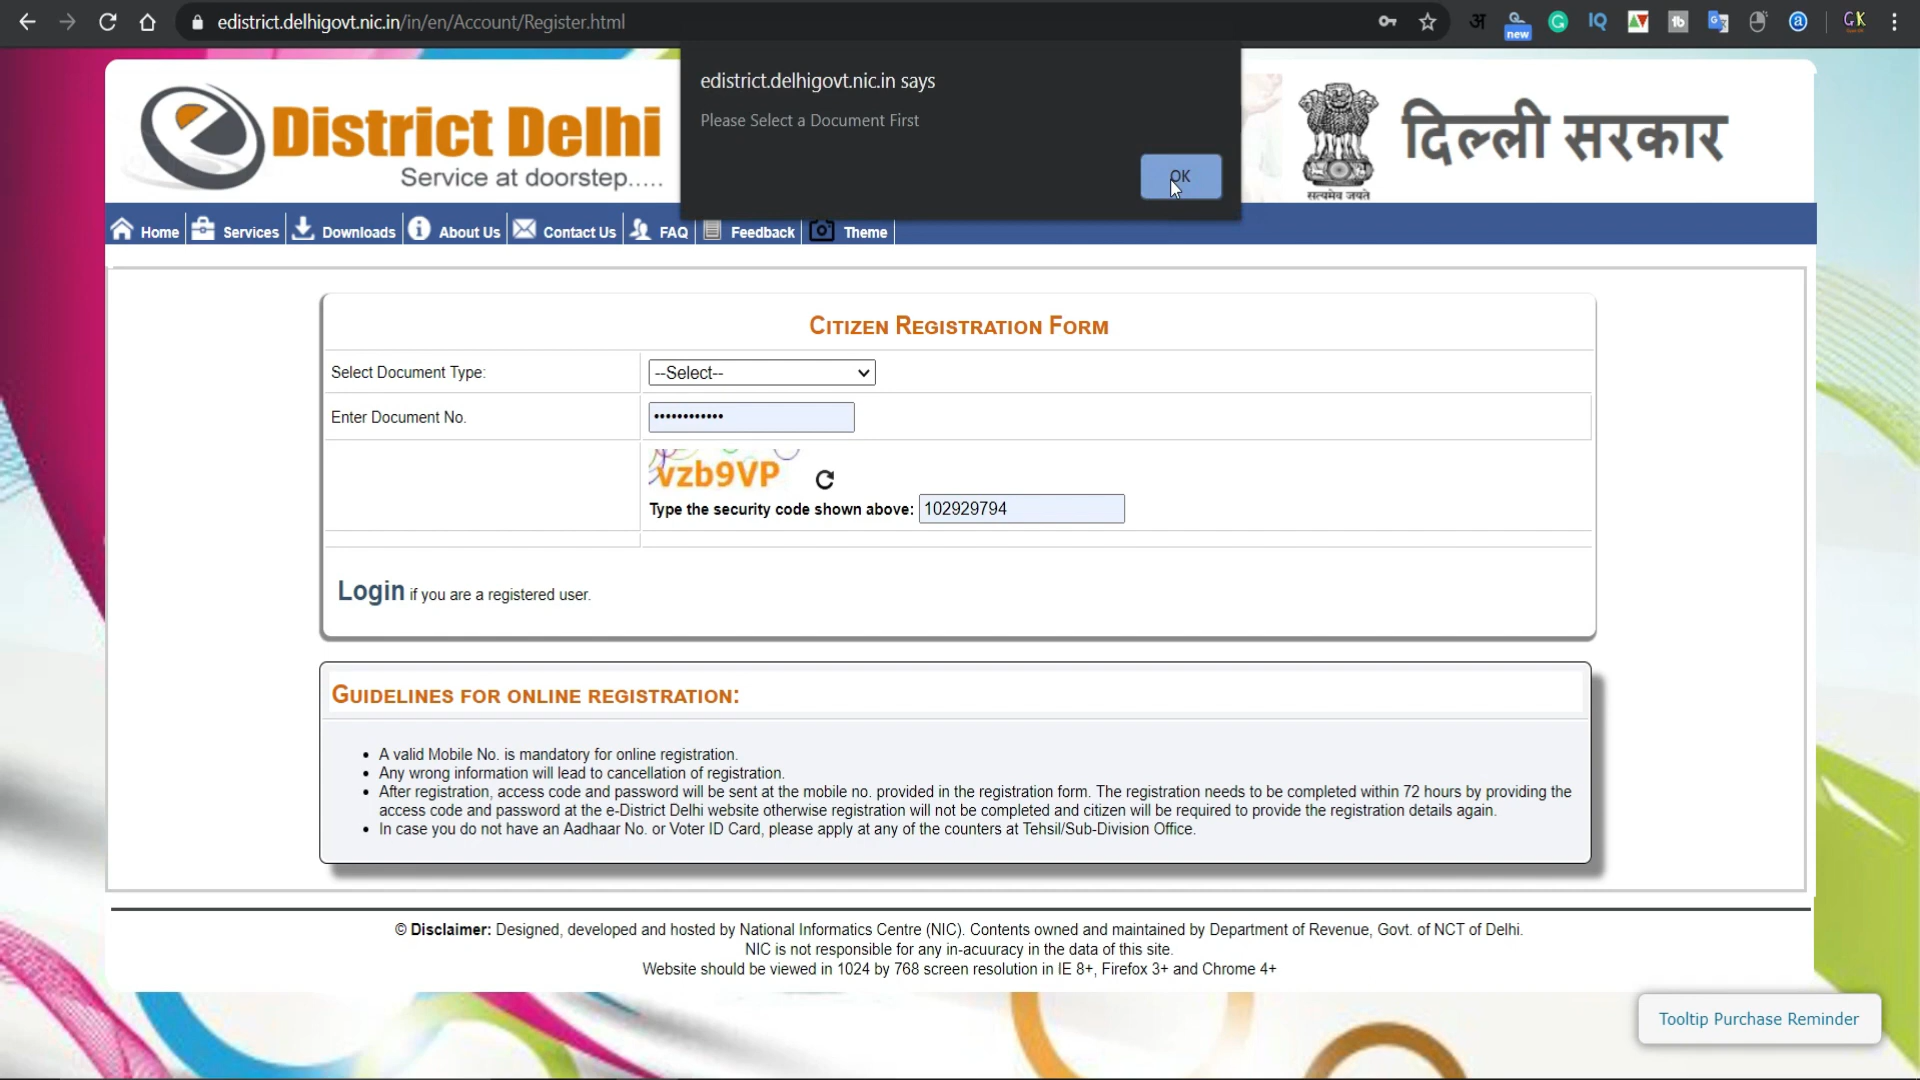 edistrict.delhigovt.nic.in/in/en/Account/Register.html
अ
new
G
IQ
tb
a
GK
edistrict.delhigovt.nic.in says
Please Select a Document First
OK
eDistrict Delhi
Service at doorstep.....
सत्यमेव जयते
दिल्ली सरकार
Home
Services
Downloads
About Us
Contact Us
FAQ
Feedback
Theme
Citizen Registration Form
Select Document Type:
--Select--
Enter Document No.
••••••••••••
vzb9VP
Type the security code shown above: 102929794
Login if you are a registered user.
Guidelines for online registration:
• A valid Mobile No. is mandatory for online registration.
• Any wrong information will lead to cancellation of registration.
• After registration, access code and password will be sent at the mobile no. provided in the registration form. The registration needs to be completed within 72 hours by providing the
access code and password at the e-District Delhi website otherwise registration will not be completed and citizen will be required to provide the registration details again.
• In case you do not have an Aadhaar No. or Voter ID Card, please apply at any of the counters at Tehsil/Sub-Division Office.
© Disclaimer: Designed, developed and hosted by National Informatics Centre (NIC). Contents owned and maintained by Department of Revenue, Govt. of NCT of Delhi.
NIC is not responsible for any in-acuuracy in the data of this site.
Website should be viewed in 1024 by 768 screen resolution in IE 8+, Firefox 3+ and Chrome 4+
Tooltip Purchase Reminder